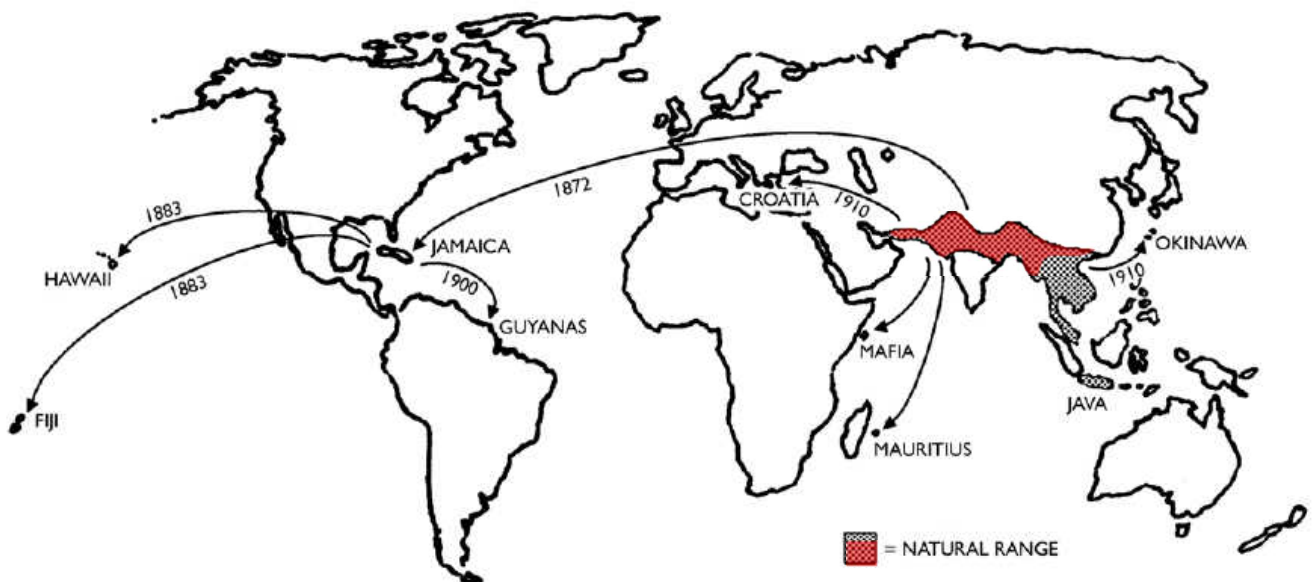 1872
CROATIA
1910
1883
JAMAICA
OKINAWA
HAWAII
1883
1900
1910
GUYANAS
MAFIA
JAVA
FIJI
MAURITIUS
= NATURAL RANGE